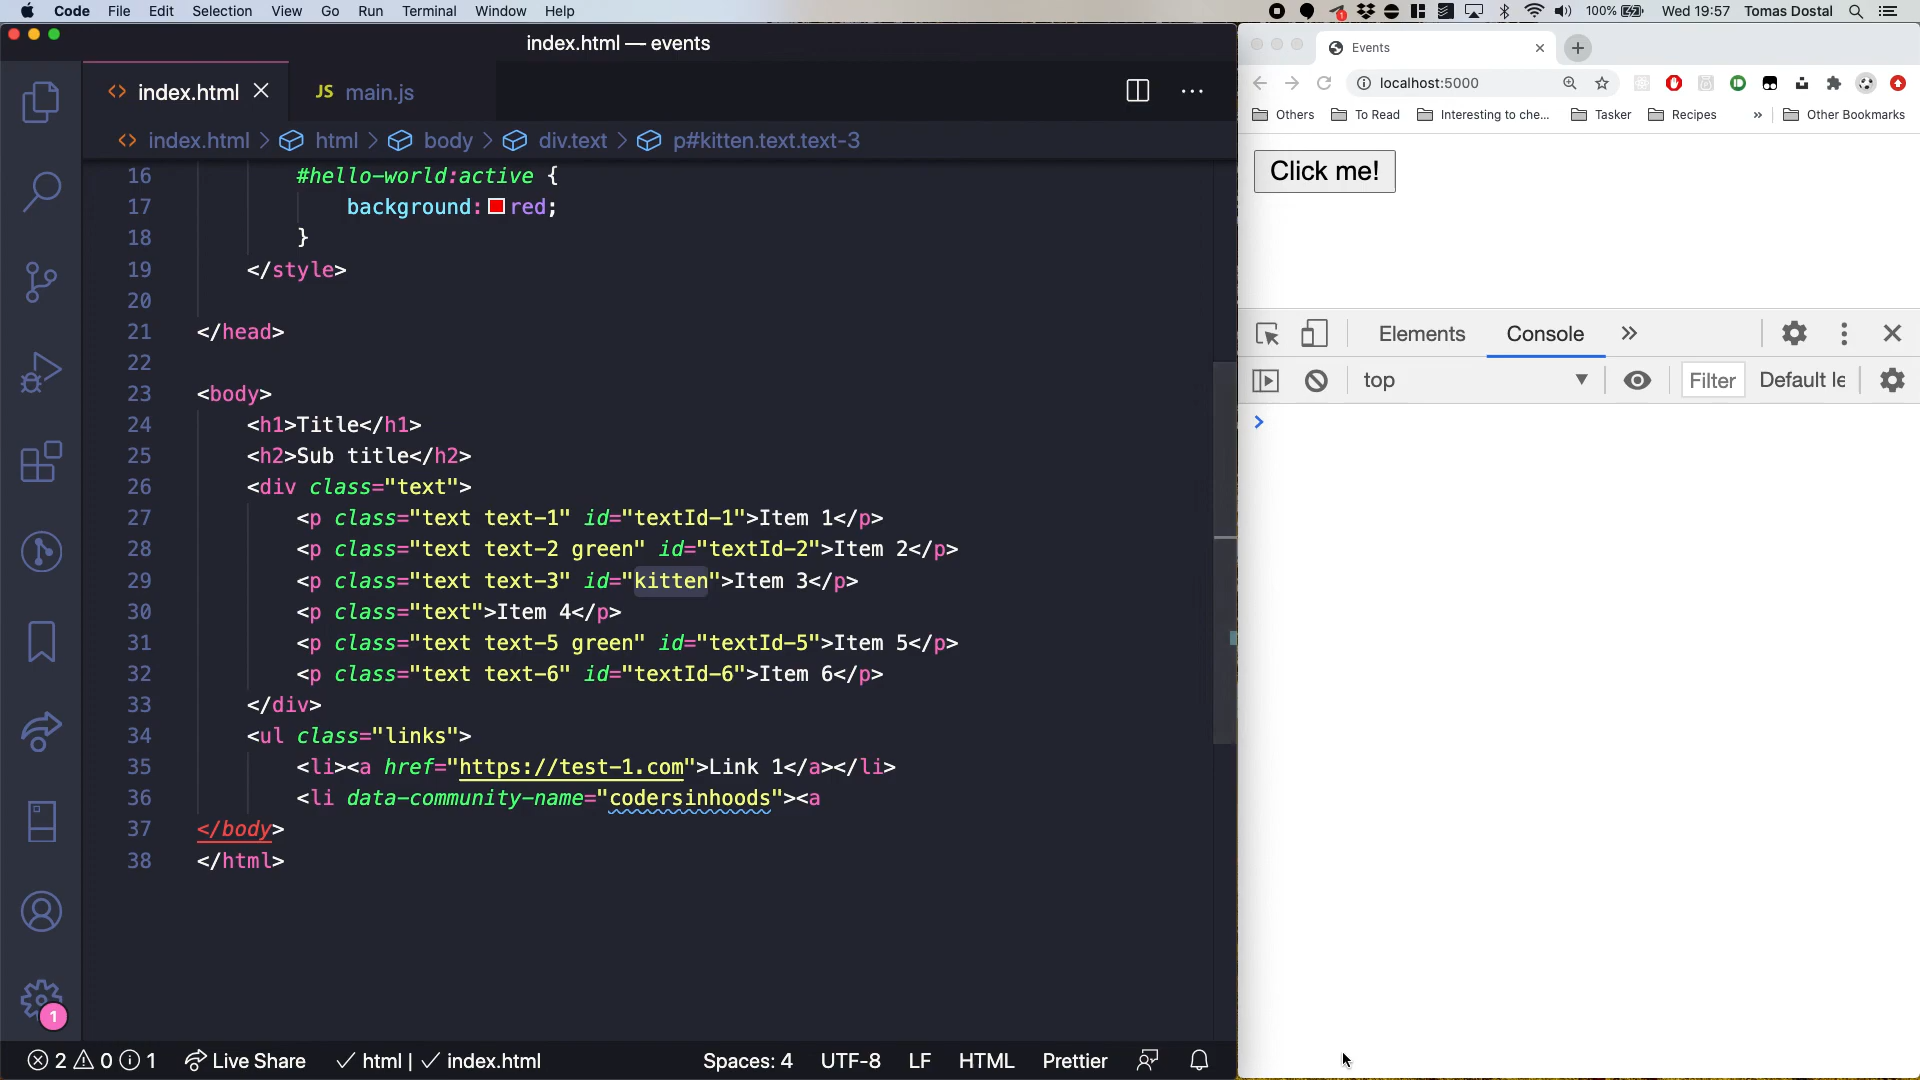 Code File Edit Selection View Go Run Terminal Window Help
1 100% Wed 19:57 Tomas Dostal
index.html — events
index.html
JS main.js
index.html > html > body > div.text > p#kitten.text.text-3
16 #hello-world:active {
17 background: red;
18 }
19 </style>
20
21 </head>
22
23 <body>
24 <h1>Title</h1>
25 <h2>Sub title</h2>
26 <div class="text">
27 <p class="text text-1" id="textId-1">Item 1</p>
28 <p class="text text-2 green" id="textId-2">Item 2</p>
29 <p class="text text-3" id="kitten">Item 3</p>
30 <p class="text">Item 4</p>
31 <p class="text text-5 green" id="textId-5">Item 5</p>
32 <p class="text text-6" id="textId-6">Item 6</p>
33 </div>
34 <ul class="links">
35 <li><a href="https://test-1.com">Link 1</a></li>
36 <li data-community-name="codersinhoods"><a
37 </body>
38 </html>
1
2 0 1 Live Share html | index.html
Spaces: 4 UTF-8 LF HTML Prettier
Events
localhost:5000
Others To Read Interesting to che... Tasker Recipes » Other Bookmarks
Click me!
Elements Console »
top Filter Default le
>